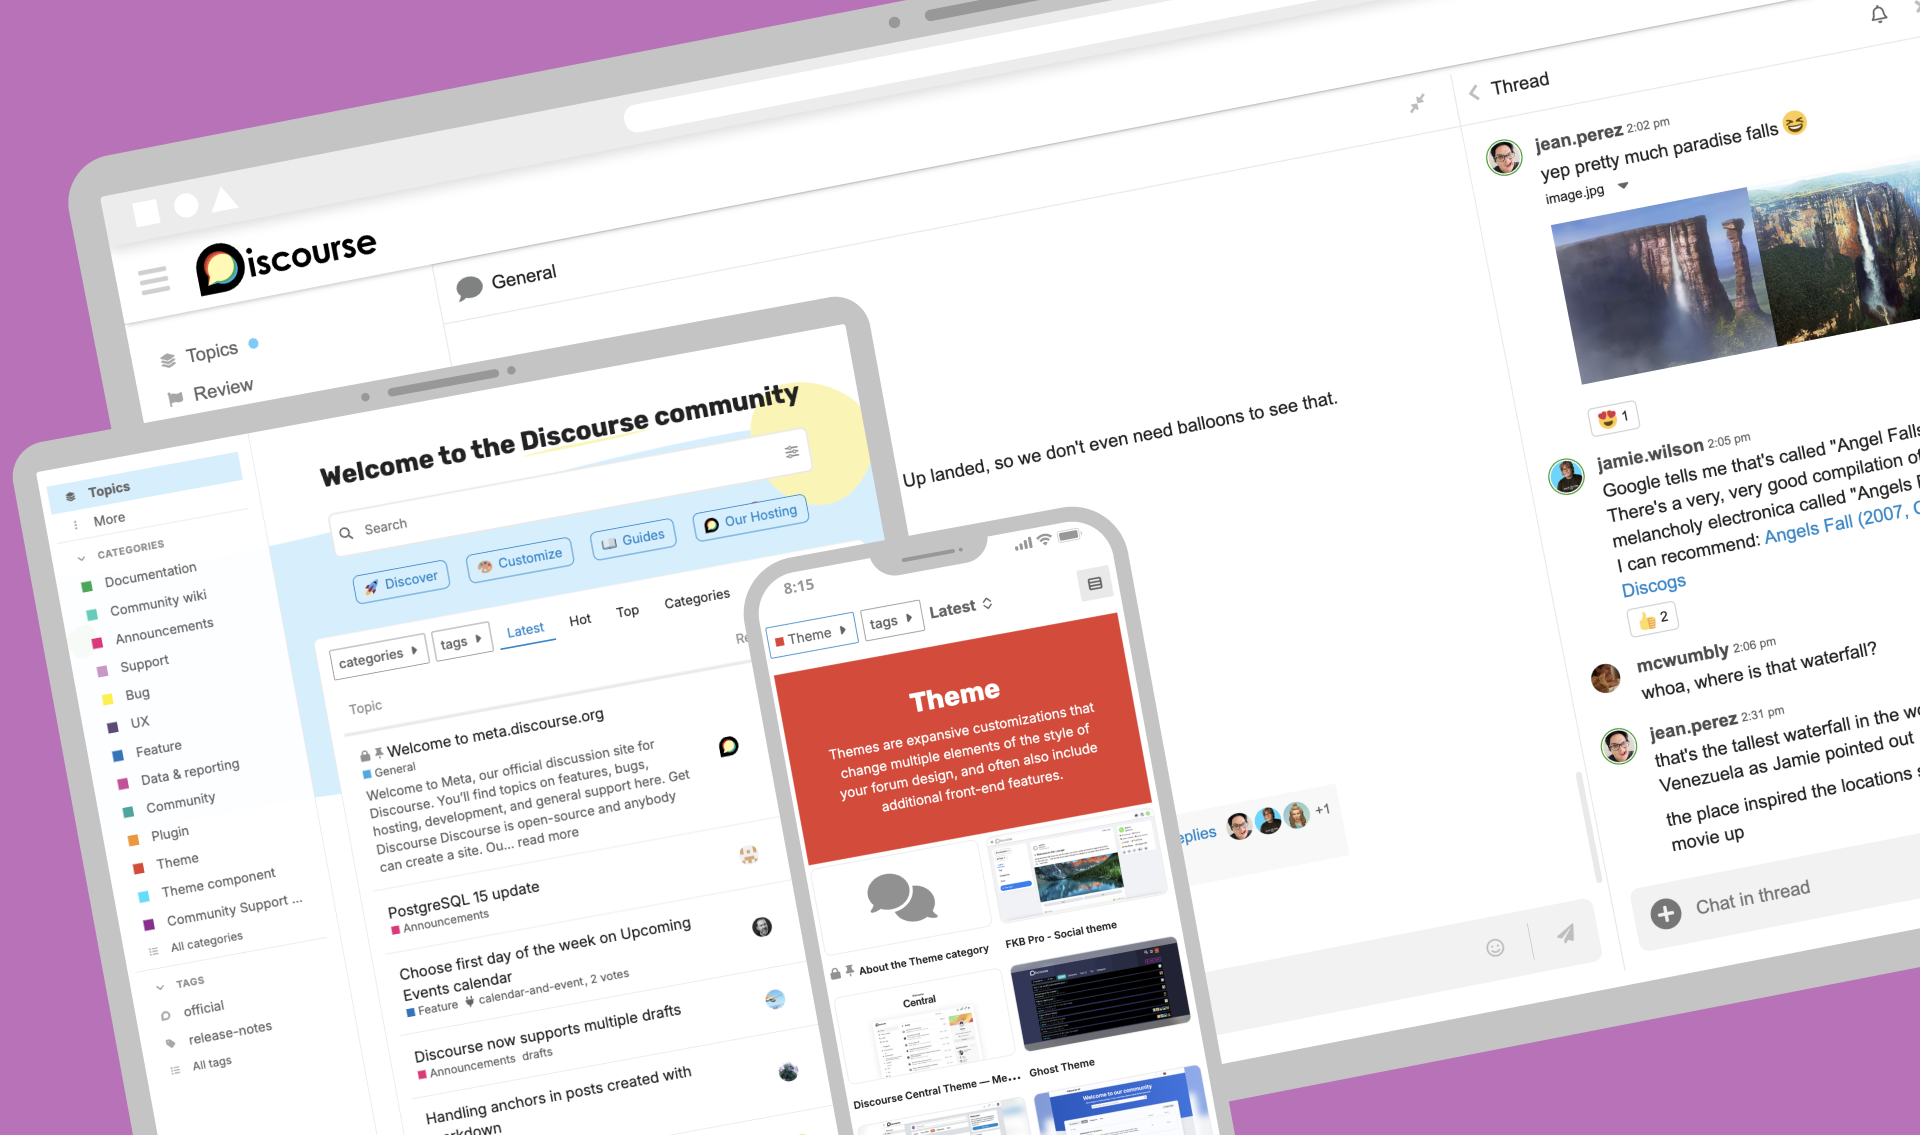 Discourse
Topics
Review
General
Up landed, so we don't even need balloons to see that.
+1
Thread
jean.perez 2:02 pm
yep pretty much paradise falls
image.jpg
1
jamie.wilson 2:05 pm
Google tells me that's called "Angel Falls
There's a very, very good compilation of
melancholy electronica called "Angels
I can recommend: Angels Fall (2007,
Discogs
2
mcwumbly 2:06 pm
whoa, where is that waterfall?
jean.perez 2:31 pm
that's the tallest waterfall in the
Venezuela as Jamie pointed out
the place inspired the locations
movie up
Chat in thread
Topics
More
CATEGORIES
Documentation
Community wiki
Announcements
Support
Bug
UX
Feature
Data & reporting
Community
Plugin
Theme
Theme component
Community Support ...
All categories
TAGS
official
release-notes
All tags
Welcome to the Discourse community
Search
Discover
Customize
Guides
Our Hosting
categories
tags
Latest
Hot
Top
Categories
Topic
Welcome to meta.discourse.org
General
Welcome to Meta, our official discussion site for
Discourse. You'll find topics on features, bugs,
hosting, development, and general support here. Get
Discourse Discourse is open-source and anybody
can create a site. Ou... read more
PostgreSQL 15 update
Announcements
Choose first day of the week on Upcoming
Events calendar
Feature calendar-and-event, 2 votes
Discourse now supports multiple drafts
Announcements drafts
Handling anchors in posts created with
8:15
Theme
tags
Latest
Theme
Themes are expansive customizations that
change multiple elements of the style of
your forum design, and often also include
additional front-end features.
About the Theme category
FKB Pro - Social theme
Central
Discourse Central Theme — Me...
Ghost Theme
Welcome to our community